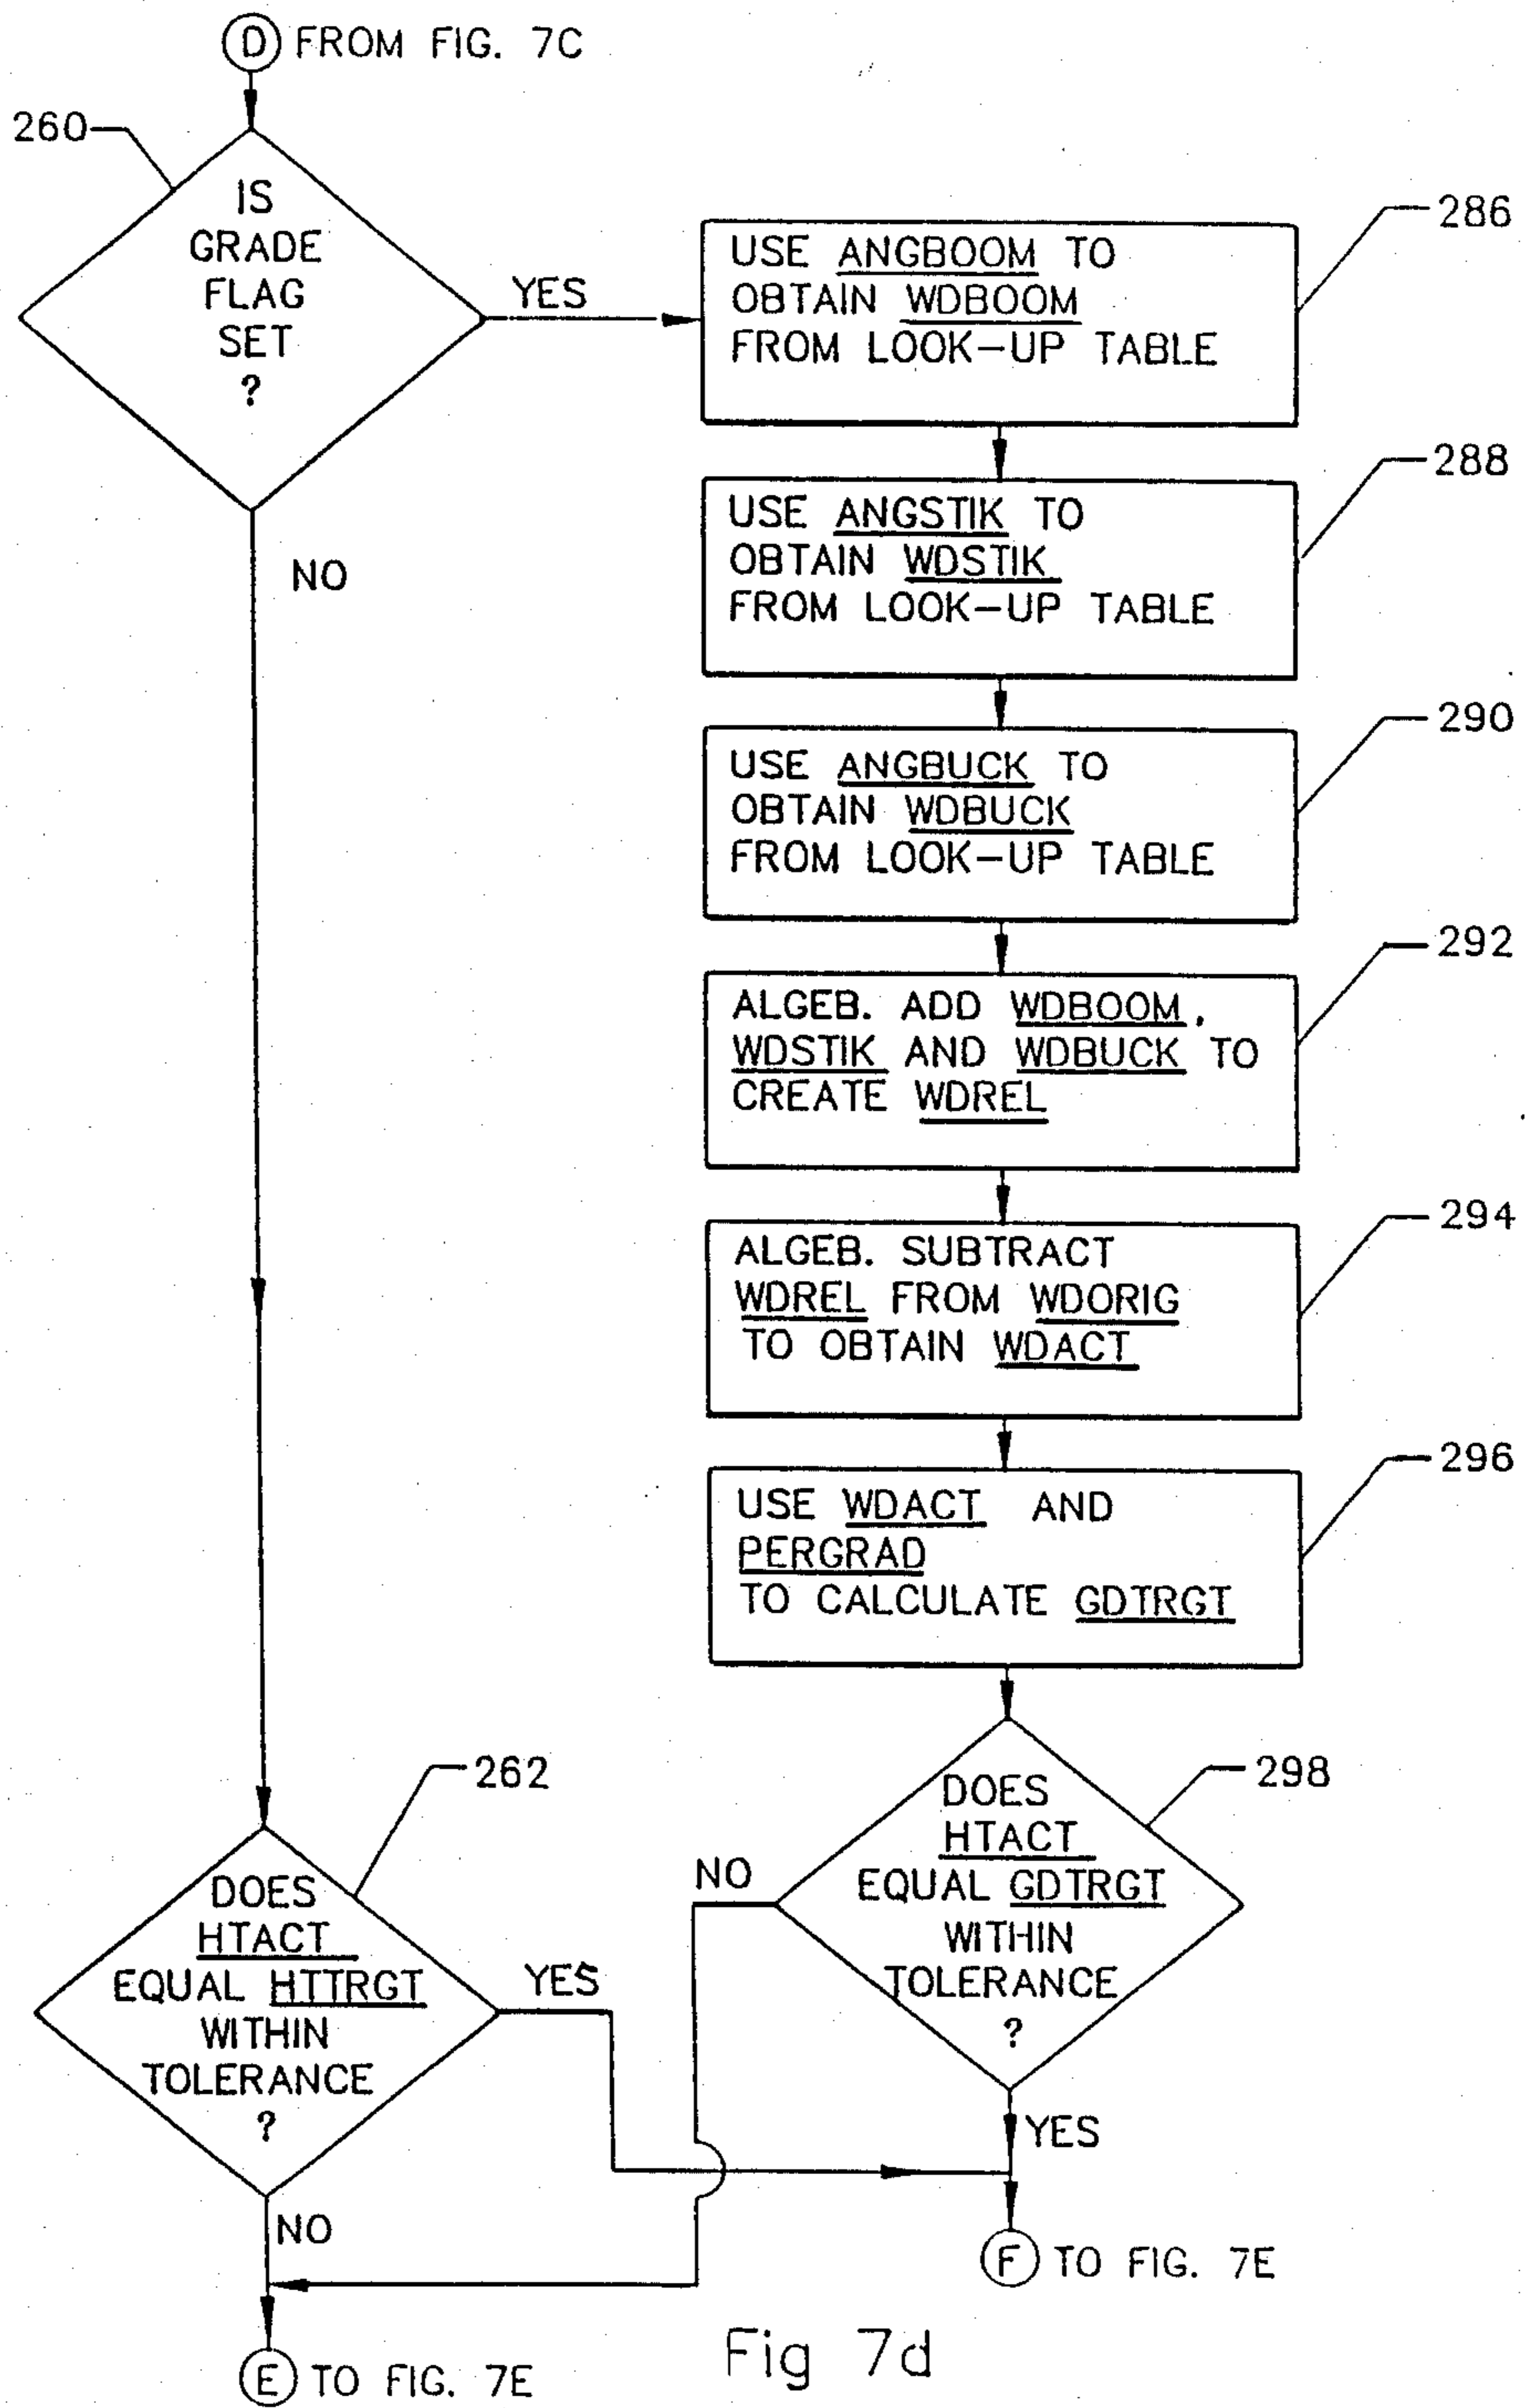 D FROM FIG. 7C
260
IS
GRADE
FLAG
SET
?
YES
NO
USE ANGBOOM TO
OBTAIN WDBOOM
FROM LOOK-UP TABLE
286
USE ANGSTIK TO
OBTAIN WDSTIK
FROM LOOK-UP TABLE
288
USE ANGBUCK TO
OBTAIN WDBUCK
FROM LOOK-UP TABLE
290
ALGEB. ADD WDBOOM,
WDSTIK AND WDBUCK TO
CREATE WDREL
292
ALGEB. SUBTRACT
WDREL FROM WDORIG
TO OBTAIN WDACT
294
USE WDACT AND
PERGRAD
TO CALCULATE GDTRGT
296
262
DOES
HTACT
EQUAL HTTRGT
WITHIN
TOLERANCE
?
YES
NO
298
DOES
HTACT
EQUAL GDTRGT
WITHIN
TOLERANCE
?
NO
YES
F TO FIG. 7E
E TO FIG. 7E
Fig 7d